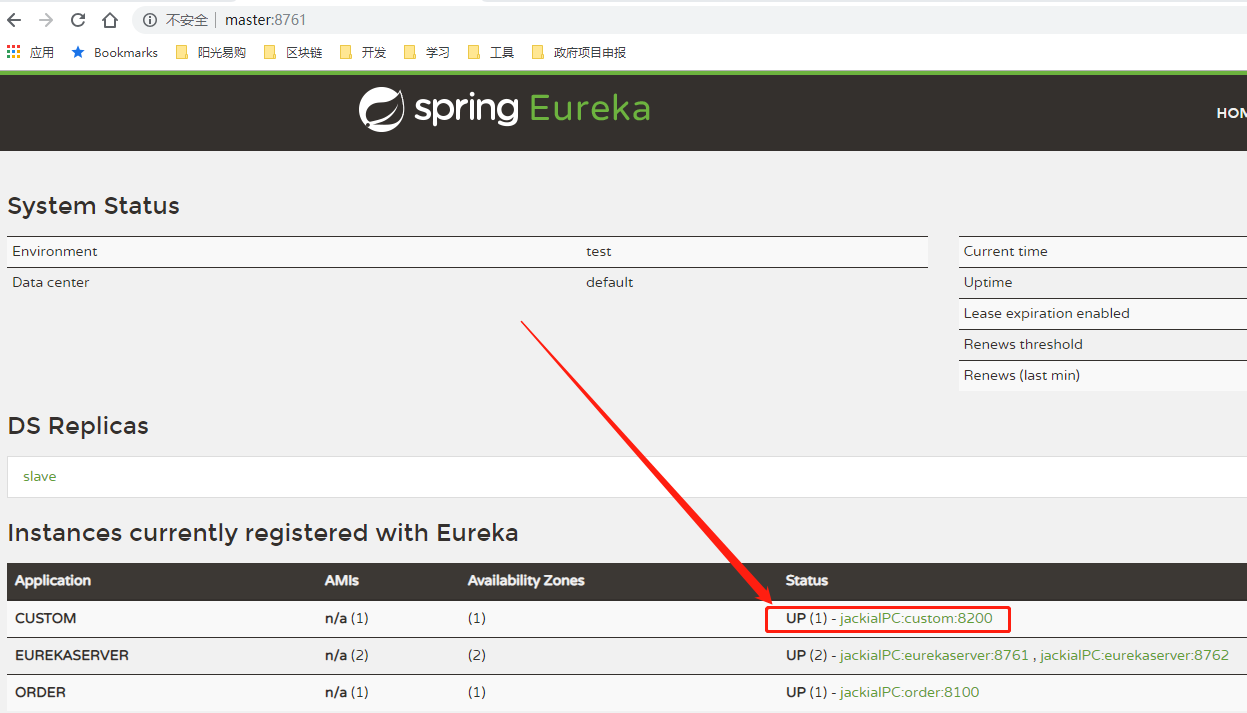 不安全 | master:8761
应用 Bookmarks 阳光易购 区块链 开发 学习 工具 政府项目申报
spring Eureka
HOM
System Status
Environment test
Data center default
Current time
Uptime
Lease expiration enabled
Renews threshold
Renews (last min)
DS Replicas
slave
Instances currently registered with Eureka
Application AMIs Availability Zones Status
CUSTOM n/a (1) (1) UP (1) - jackialPC:custom:8200
EUREKASERVER n/a (2) (2) UP (2) - jackialPC:eurekaserver:8761 , jackialPC:eurekaserver:8762
ORDER n/a (1) (1) UP (1) - jackialPC:order:8100